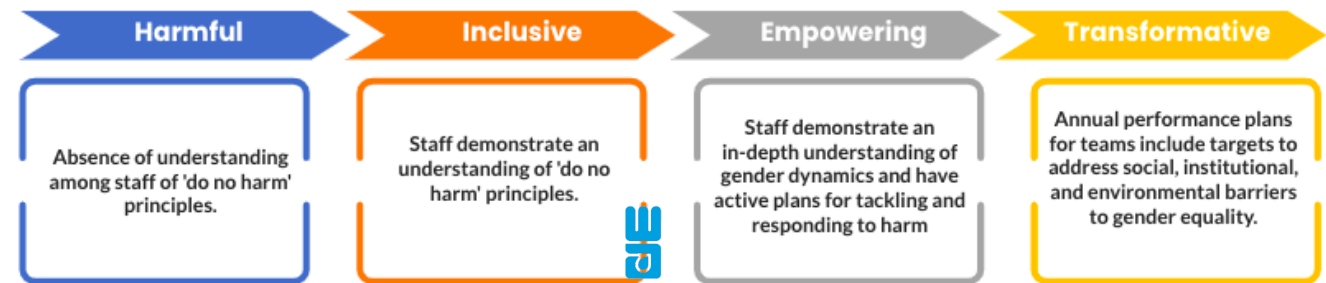 Harmful
Inclusive
Empowering
Transformative
Absence of understanding
among staff of 'do no harm'
principles.
Staff demonstrate an
understanding of 'do no
harm' principles.
Staff demonstrate an
in-depth understanding of
gender dynamics and have
active plans for tackling and
responding to harm
Annual performance plans
for teams include targets to
address social, institutional,
and environmental barriers
to gender equality.